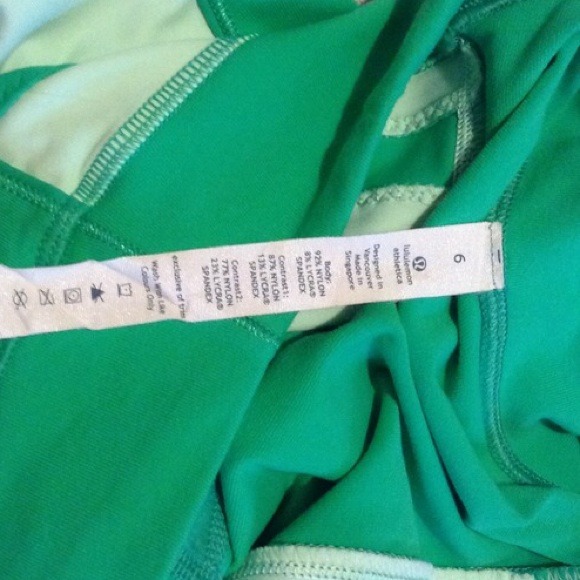 6
lululemon
athletica
Designed in
Vancouver
Made in
Singapore
Body:
92% NYLON
8% LYCRA®
SPANDEX
Contrast1:
87% NYLON
13% LYCRA®
SPANDEX
Contrast2:
77% NYLON
23% LYCRA®
SPANDEX
exclusive of trim
Wash with Like
Colours Only